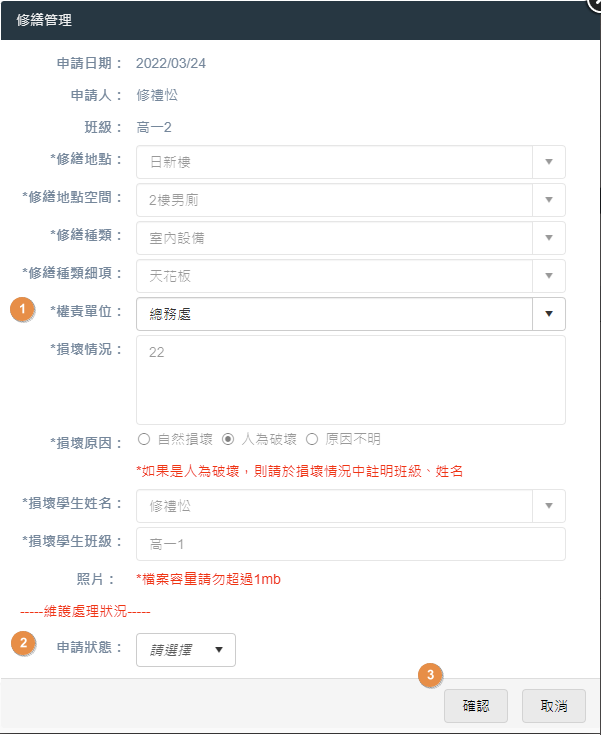 修繕管理
申請日期： 2022/03/24
申請人： 修禮忪
班級： 高一2
*修繕地點： 日新樓
*修繕地點空間： 2樓男廁
*修繕種類： 室內設備
*修繕種類細項： 天花板
1 *權責單位： 總務處
*損壞情況： 22
*損壞原因： 自然損壞 人為破壞 原因不明
*如果是人為破壞，則請於損壞情況中註明班級、姓名
*損壞學生姓名： 修禮忪
*損壞學生班級： 高一1
照片： *檔案容量請勿超過1mb
-----維護處理狀況-----
2 申請狀態： 請選擇
3
確認 取消